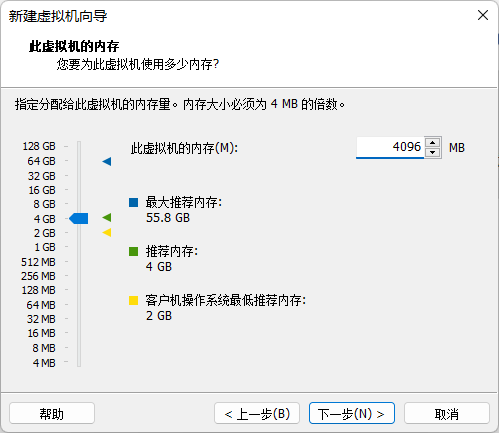 新建虚拟机向导
此虚拟机的内存
您要为此虚拟机使用多少内存?
指定分配给此虚拟机的内存量。内存大小必须为 4 MB 的倍数。
128 GB
64 GB
32 GB
16 GB
8 GB
4 GB
2 GB
1 GB
512 MB
256 MB
128 MB
64 MB
32 MB
16 MB
8 MB
4 MB
此虚拟机的内存(M):
4096 MB
最大推荐内存:
55.8 GB
推荐内存:
4 GB
客户机操作系统最低推荐内存:
2 GB
帮助
< 上一步(B)
下一步(N) >
取消